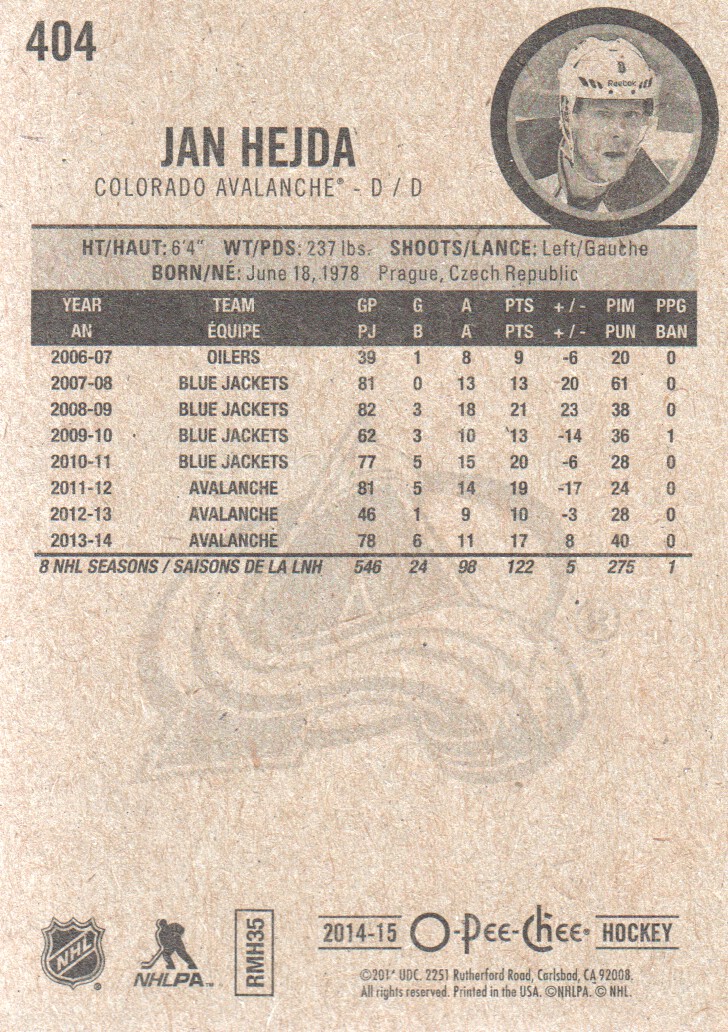 404
Reebok
JAN HEJDA
COLORADO AVALANCHE® - D / D
HT/HAUT: 6'4" WT/PDS: 237 lbs. SHOOTS/LANCE: Left/Gauche
BORN/NÉ: June 18, 1978 Prague, Czech Republic
YEAR TEAM GP G A PTS +/- PIM PPG
AN ÉQUIPE PJ B A PTS +/- PUN BAN
2006-07 OILERS 39 1 8 9 -6 20 0
2007-08 BLUE JACKETS 81 0 13 13 20 61 0
2008-09 BLUE JACKETS 82 3 18 21 23 38 0
2009-10 BLUE JACKETS 62 3 10 13 -14 36 1
2010-11 BLUE JACKETS 77 5 15 20 -6 28 0
2011-12 AVALANCHE 81 5 14 19 -17 24 0
2012-13 AVALANCHE 46 1 9 10 -3 28 0
2013-14 AVALANCHE 78 6 11 17 8 40 0
8 NHL SEASONS / SAISONS DE LA LNH 546 24 98 122 5 275 1
NHL®
NHLPA™
RMH35
2014-15 O-Pee-Chee® HOCKEY
UDC. 2251 Rutherford Road, Carlsbad, CA 92008.
All rights reserved. Printed in the USA. ©NHLPA. © NHL.